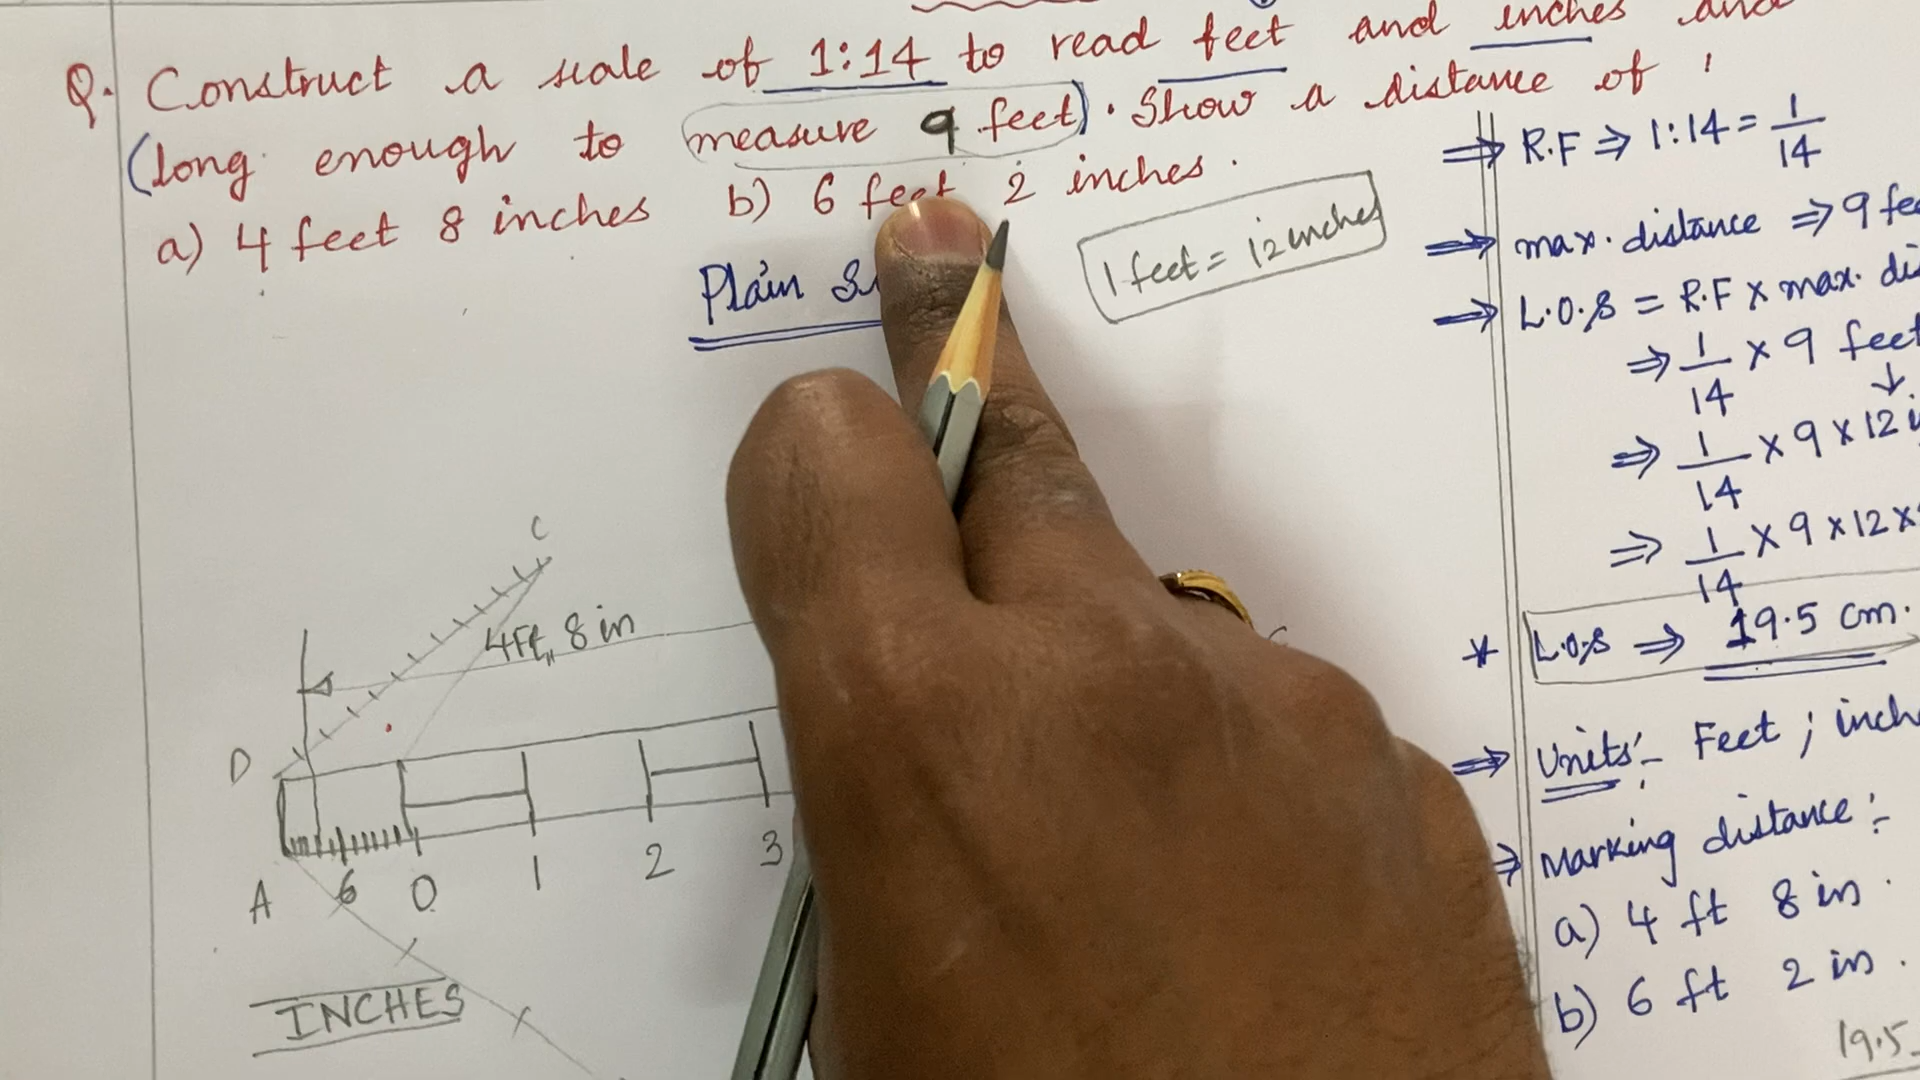 Q. Construct a scale of 1:14 to read feet and inches and
(long enough to measure 9 feet). Show a distance of
a) 4 feet 8 inches b) 6 feet 2 inches.
Plain
1 feet = 12 inches
C
4Ft,, 8 in
D
A 6 0 1 2 3
INCHES
⇒ R.F ⇒ 1:14 = 1/14
⇒ max. distance ⇒ 9
→ L.O.S = R.F × max.
⇒ 1/14 × 9 feet
↓
⇒ 1/14 × 9 × 12
⇒ 1/14 × 9 × 12 ×
* L.O.S ⇒ 19.5 cm.
⇒ Units:- Feet ;
⇒ Marking distance :-
a) 4 ft 8 in.
b) 6 ft 2 in.
19.5